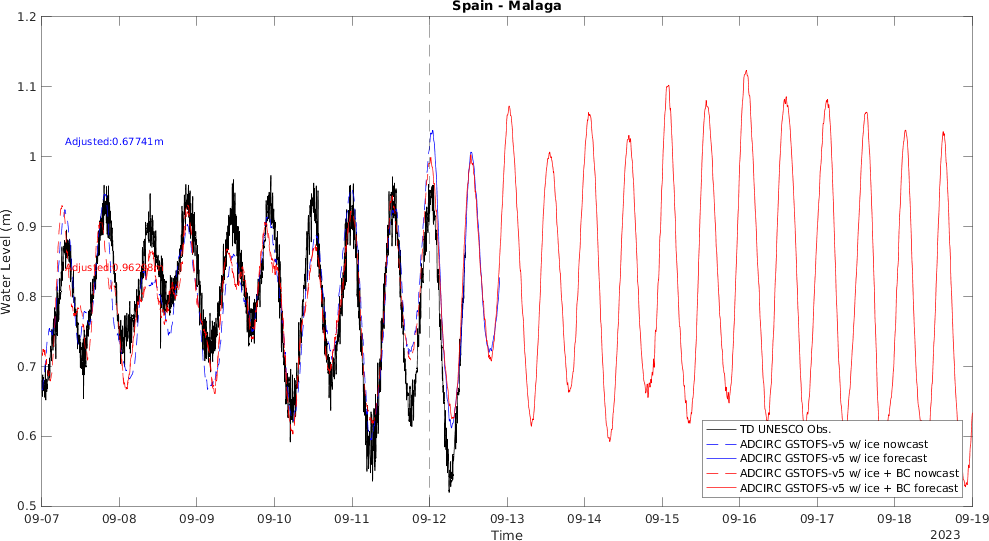 Spain - Malaga
1.2
1.1
1
0.9
0.8
0.7
0.6
0.5
Water Level (m)
Adjusted:0.67741m
TD UNESCO Obs.
ADCIRC GSTOFS-v5 w/ ice nowcast
ADCIRC GSTOFS-v5 w/ ice forecast
ADCIRC GSTOFS-v5 w/ ice + BC nowcast
ADCIRC GSTOFS-v5 w/ ice + BC forecast
09-07 09-08 09-09 09-10 09-11 09-12 09-13 09-14 09-15 09-16 09-17 09-18 09-19
Time
2023